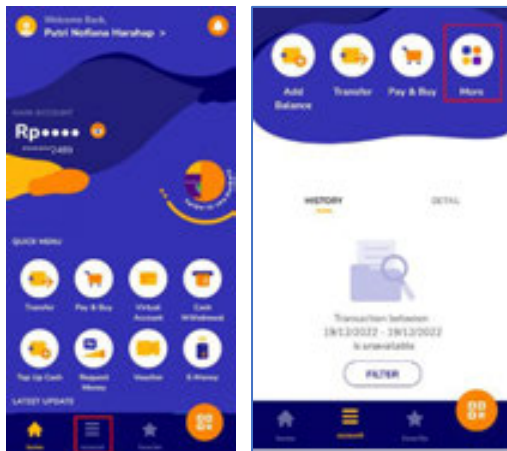 Welcome Back,
Putri Nofiana Harahap >
MAIN ACCOUNT
Rp••••
QUICK MENU
Transfer
Pay & Buy
Virtual Account
Cash Withdrawal
Top Up Cash
Request Money
Voucher
E-Money
LATEST UPDATE
Home
Account
Favorite
Add Balance
Transfer
Pay & Buy
More
HISTORY
DETAIL
Transaction between
19/12/2022 - 19/12/2022
is unavailable
FILTER
Home
Account
Favorite